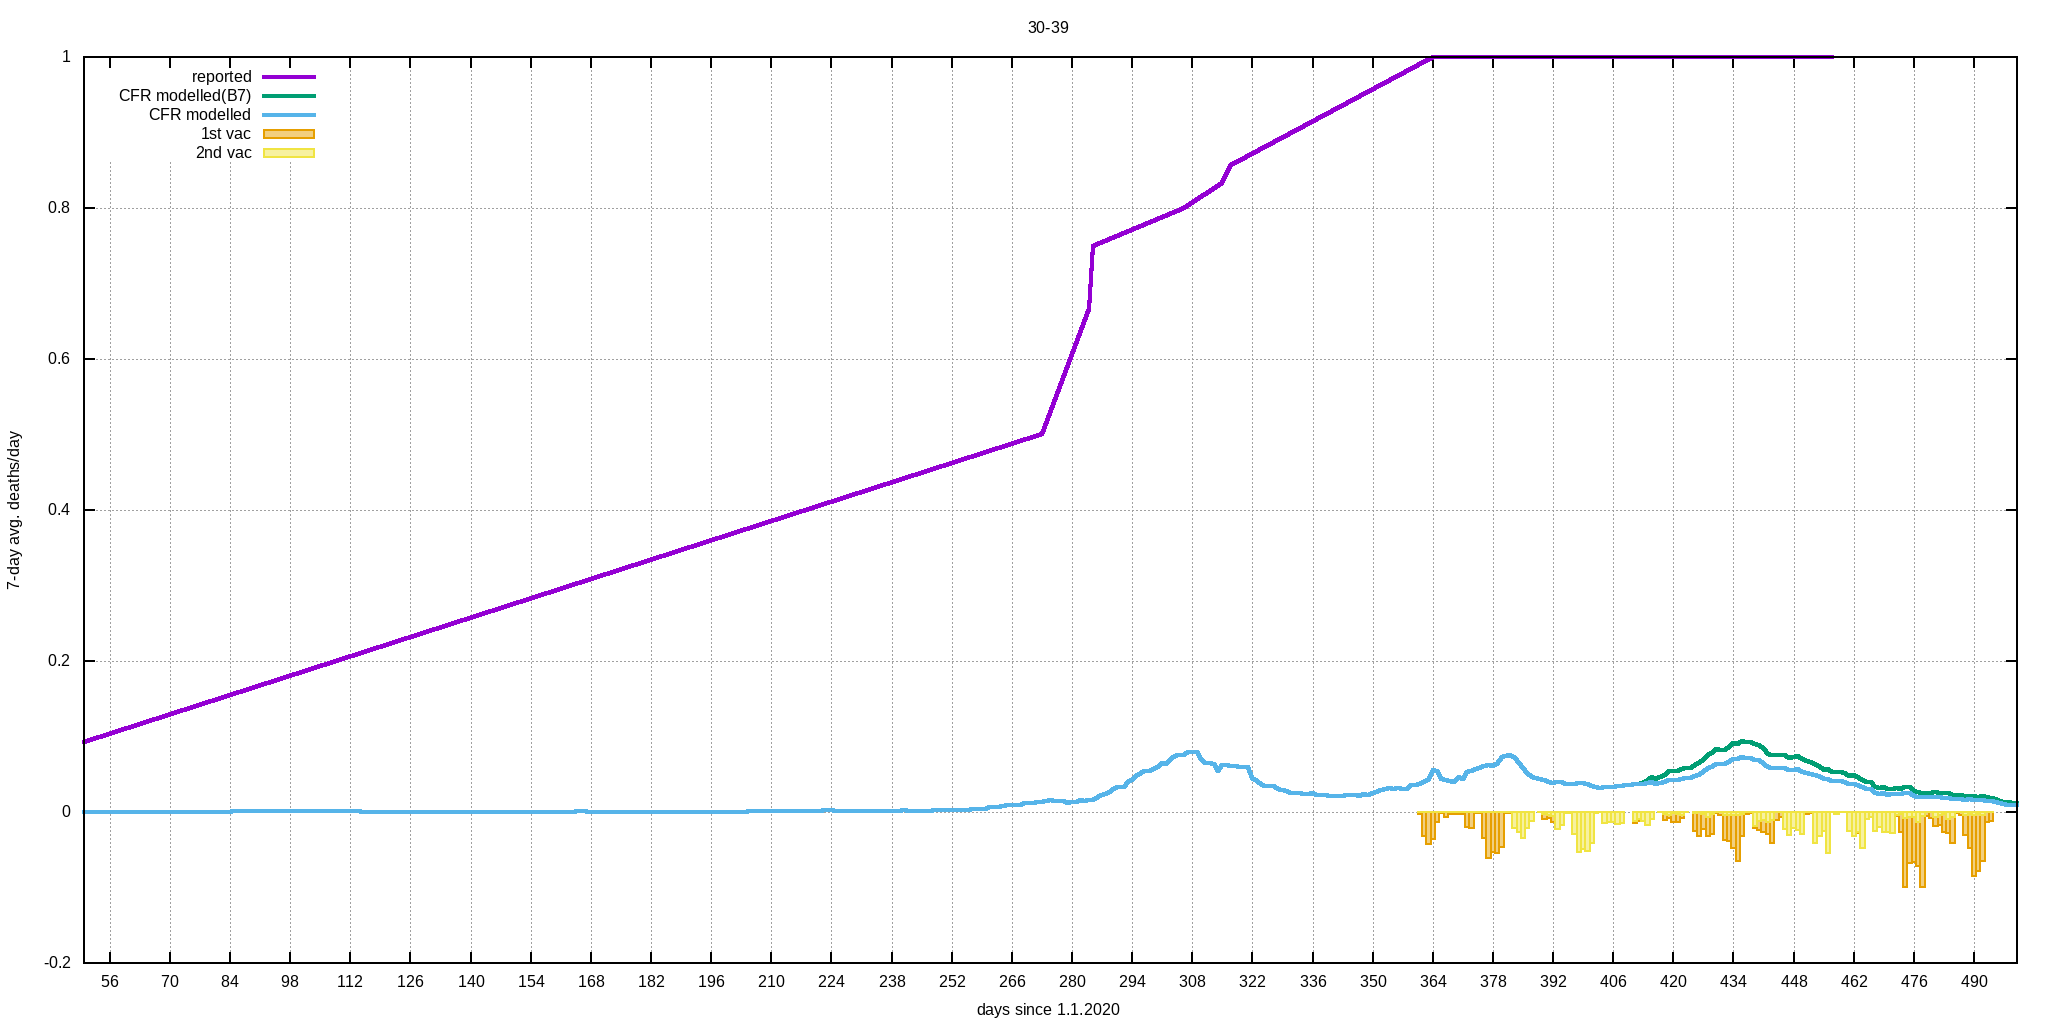 30-39
reported
CFR modelled(B7)
CFR modelled
1st vac
2nd vac
1
0.8
0.6
0.4
0.2
0
-0.2
7-day avg. deaths/day
56 70 84 98 112 126 140 154 168 182 196 210 224 238 252 266 280 294 308 322 336 350 364 378 392 406 420 434 448 462 476 490
days since 1.1.2020